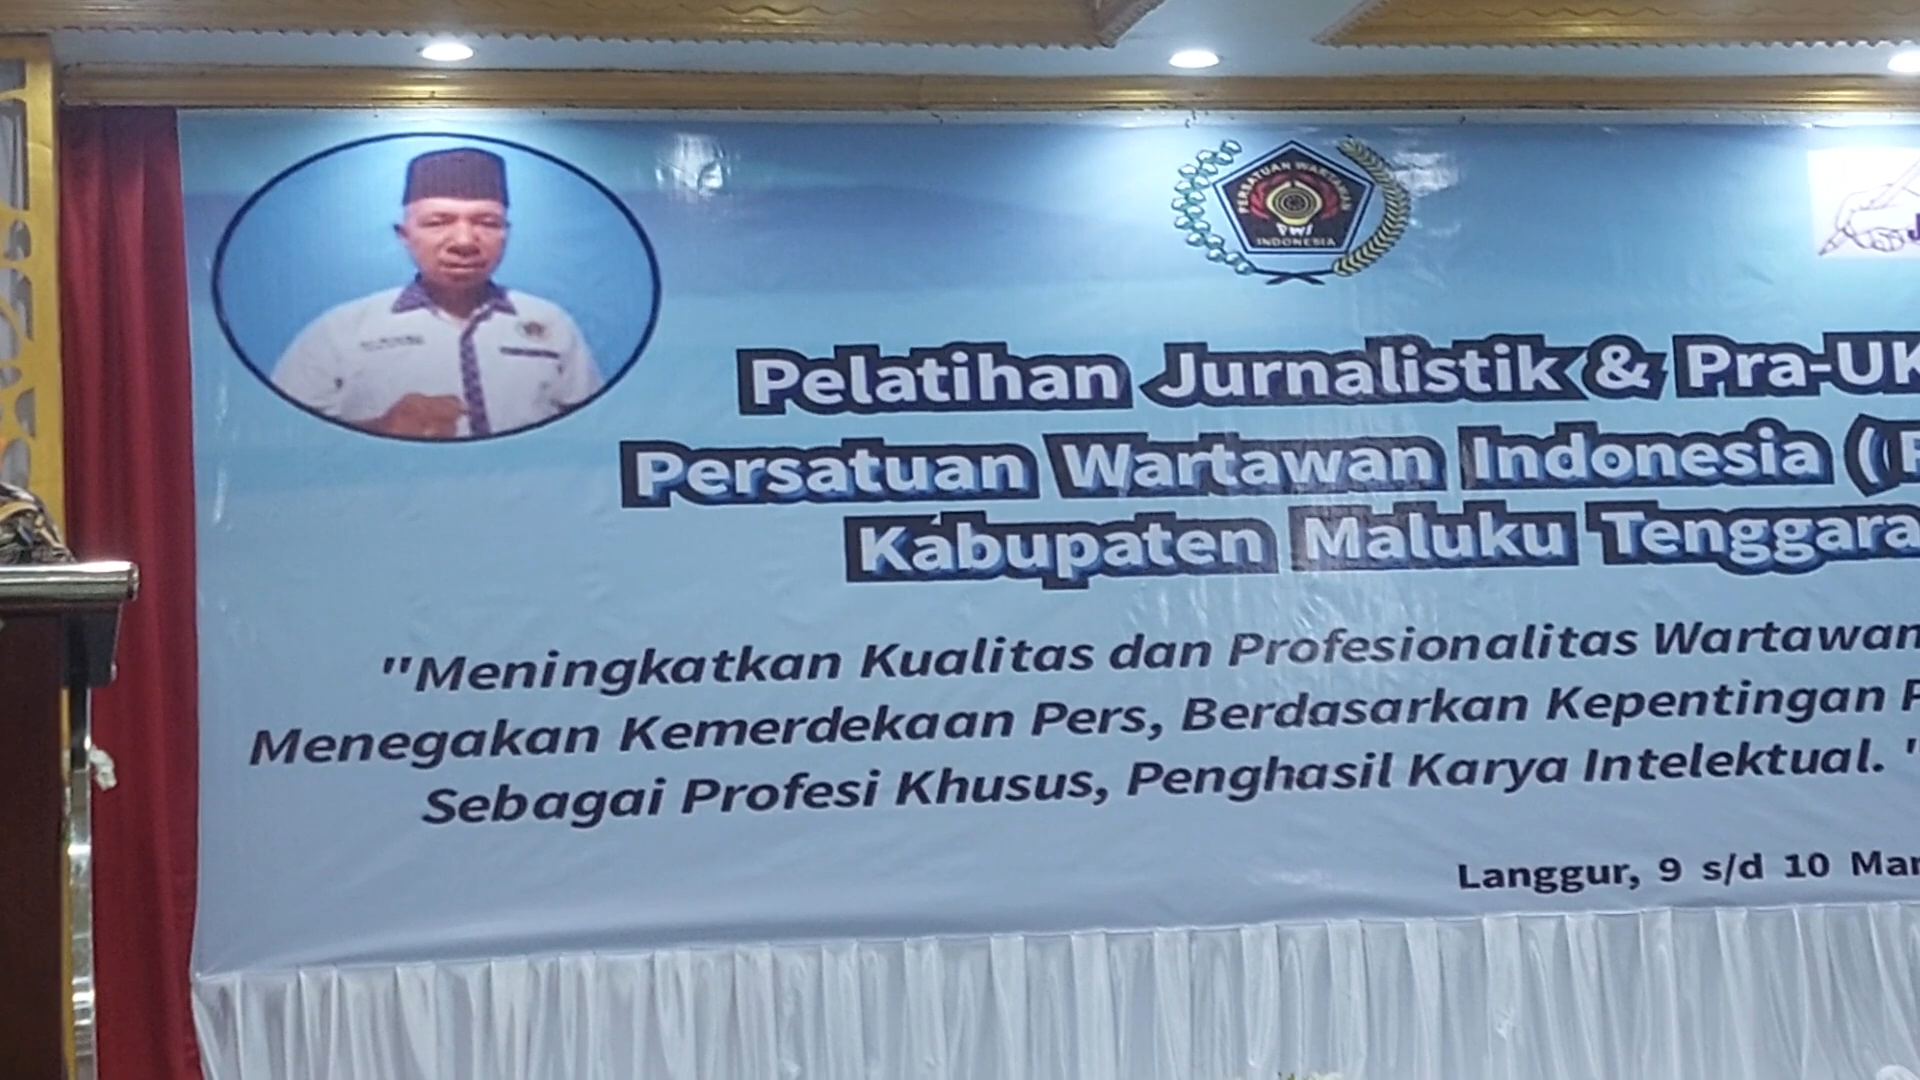 PERSATUAN WARTAWAN
PWI
INDONESIA
Pelatihan Jurnalistik & Pra-UK
Persatuan Wartawan Indonesia (
Kabupaten Maluku Tenggara
"Meningkatkan Kualitas dan Profesionalitas Wartawan
Menegakan Kemerdekaan Pers, Berdasarkan Kepentingan P
Sebagai Profesi Khusus, Penghasil Karya Intelektual. "
Langgur, 9 s/d 10 Mar